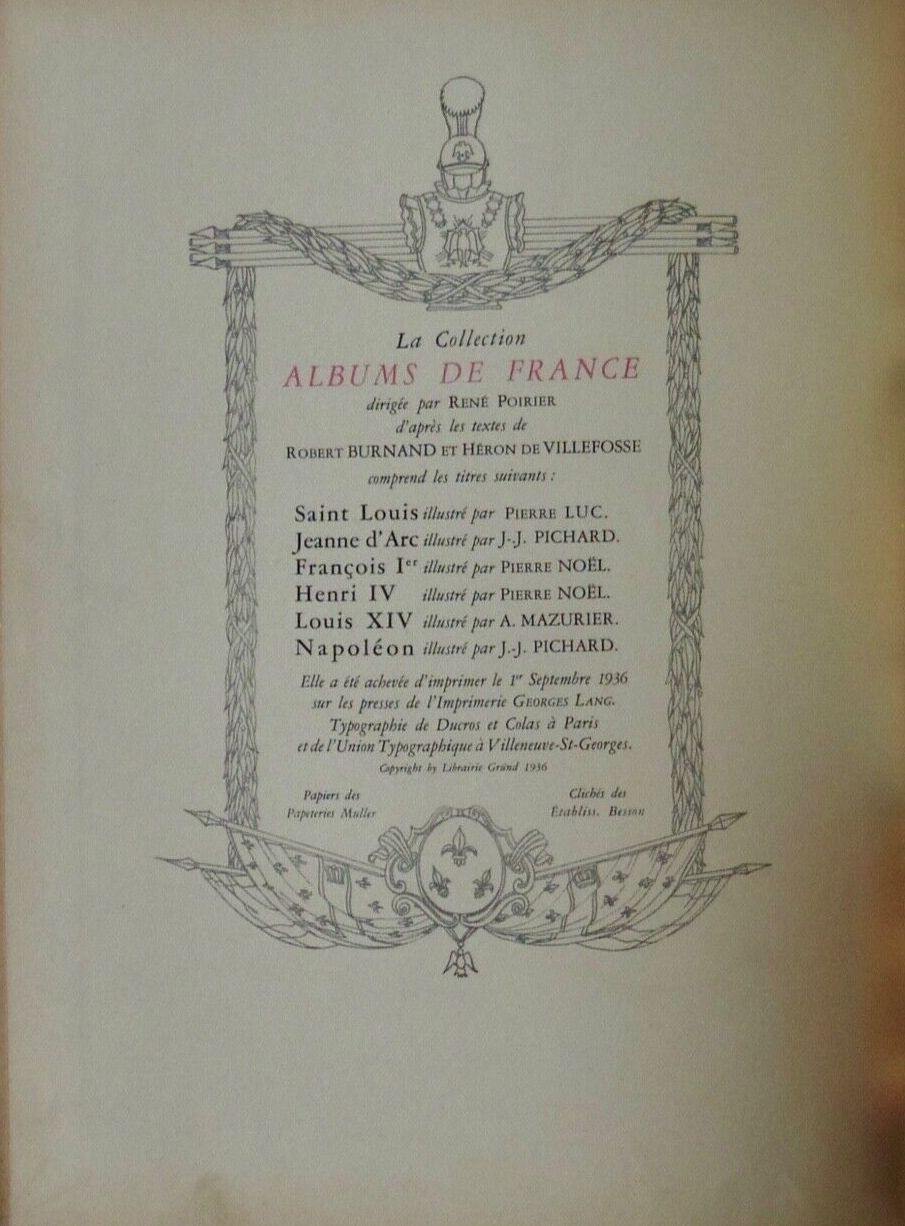 La Collection
ALBUMS DE FRANCE
dirigée par RENÉ POIRIER
d'après les textes de
ROBERT BURNAND ET HÉRON DE VILLEFOSSE
comprend les titres suivants :
Saint Louis illustré par PIERRE LUC.
Jeanne d'Arc illustré par J.-J. PICHARD.
François Ier illustré par PIERRE NOËL.
Henri IV illustré par PIERRE NOËL.
Louis XIV illustré par A. MAZURIER.
Napoléon illustré par J.-J. PICHARD.
Elle a été achevée d'imprimer le 1er Septembre 1936
sur les presses de l'Imprimerie GEORGES LANG.
Typographie de Ducros et Colas à Paris
et de l'Union Typographique à Villeneuve-St-Georges.
Copyright by Librairie Gründ 1936
Papiers des
Papeteries Muller
Clichés des
Établiss. Besson